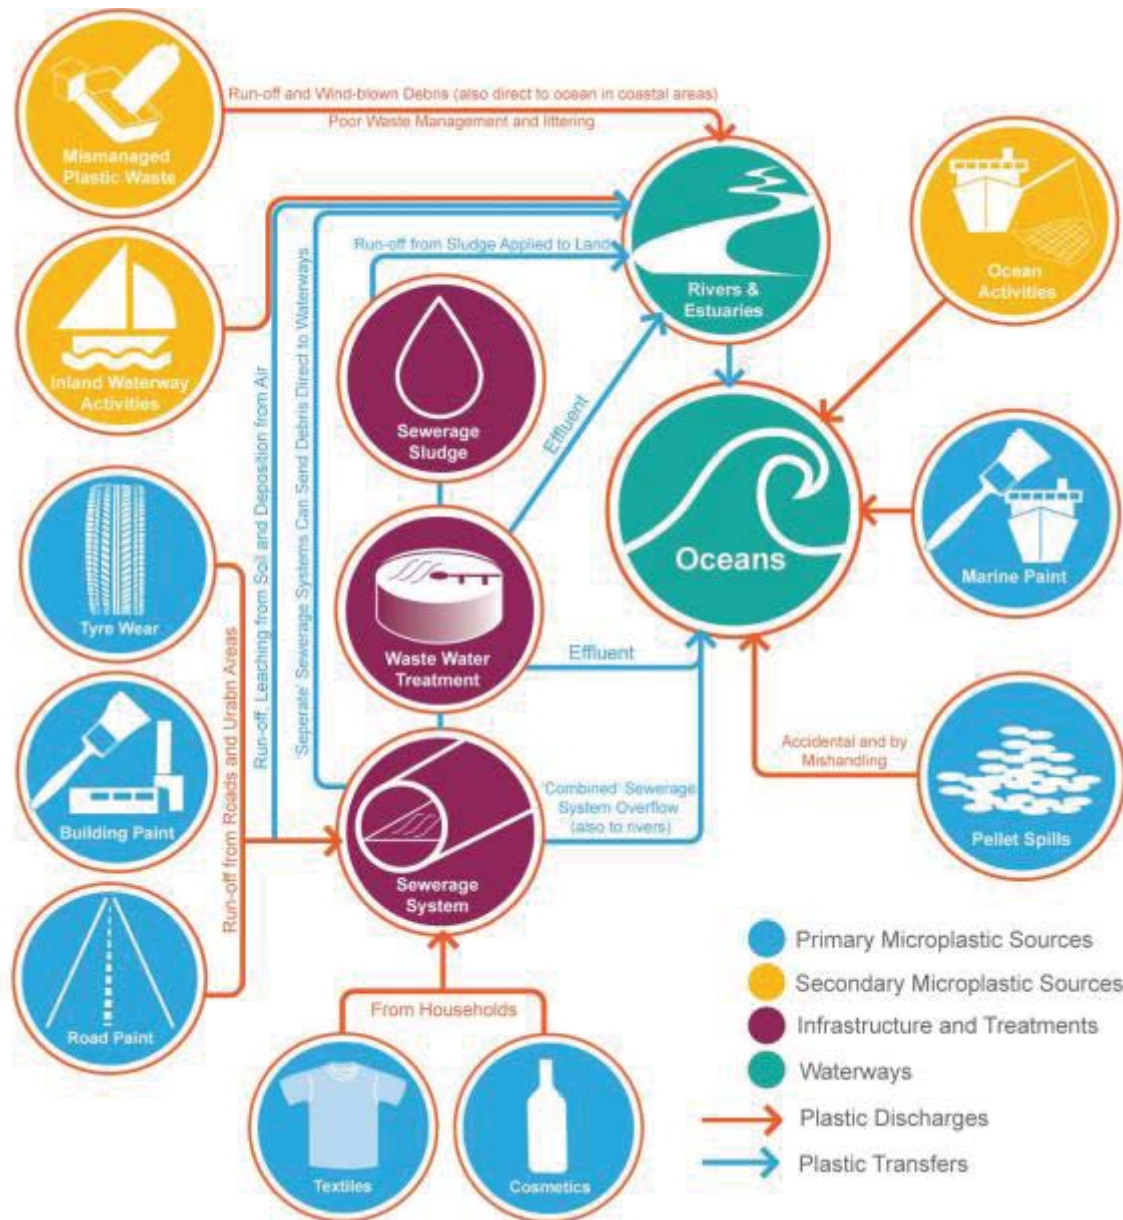 Run-off and Wind-blown Debris (also direct to ocean in coastal areas)
Poor Waste Management and littering
Mismanaged
Plastic Waste
Run-off from Sludge Applied to Land
Rivers &
Estuaries
Ocean
Activities
Inland Waterway
Activities
Sewerage
Sludge
Effluent
Run-off, Leaching from Soil and Deposition from Air
'Seperate' Sewerage Systems Can Send Debris Direct to Waterways
Oceans
Marine Paint
Tyre Wear
Waste Water
Treatment
Effluent
Run-off from Roads and Urabn Areas
Building Paint
'Combined' Sewerage
System Overflow
(also to rivers)
Accidental and by
Mishandling
Pellet Spills
Sewerage
System
Road Paint
From Households
Textiles
Cosmetics
Primary Microplastic Sources
Secondary Microplastic Sources
Infrastructure and Treatments
Waterways
Plastic Discharges
Plastic Transfers